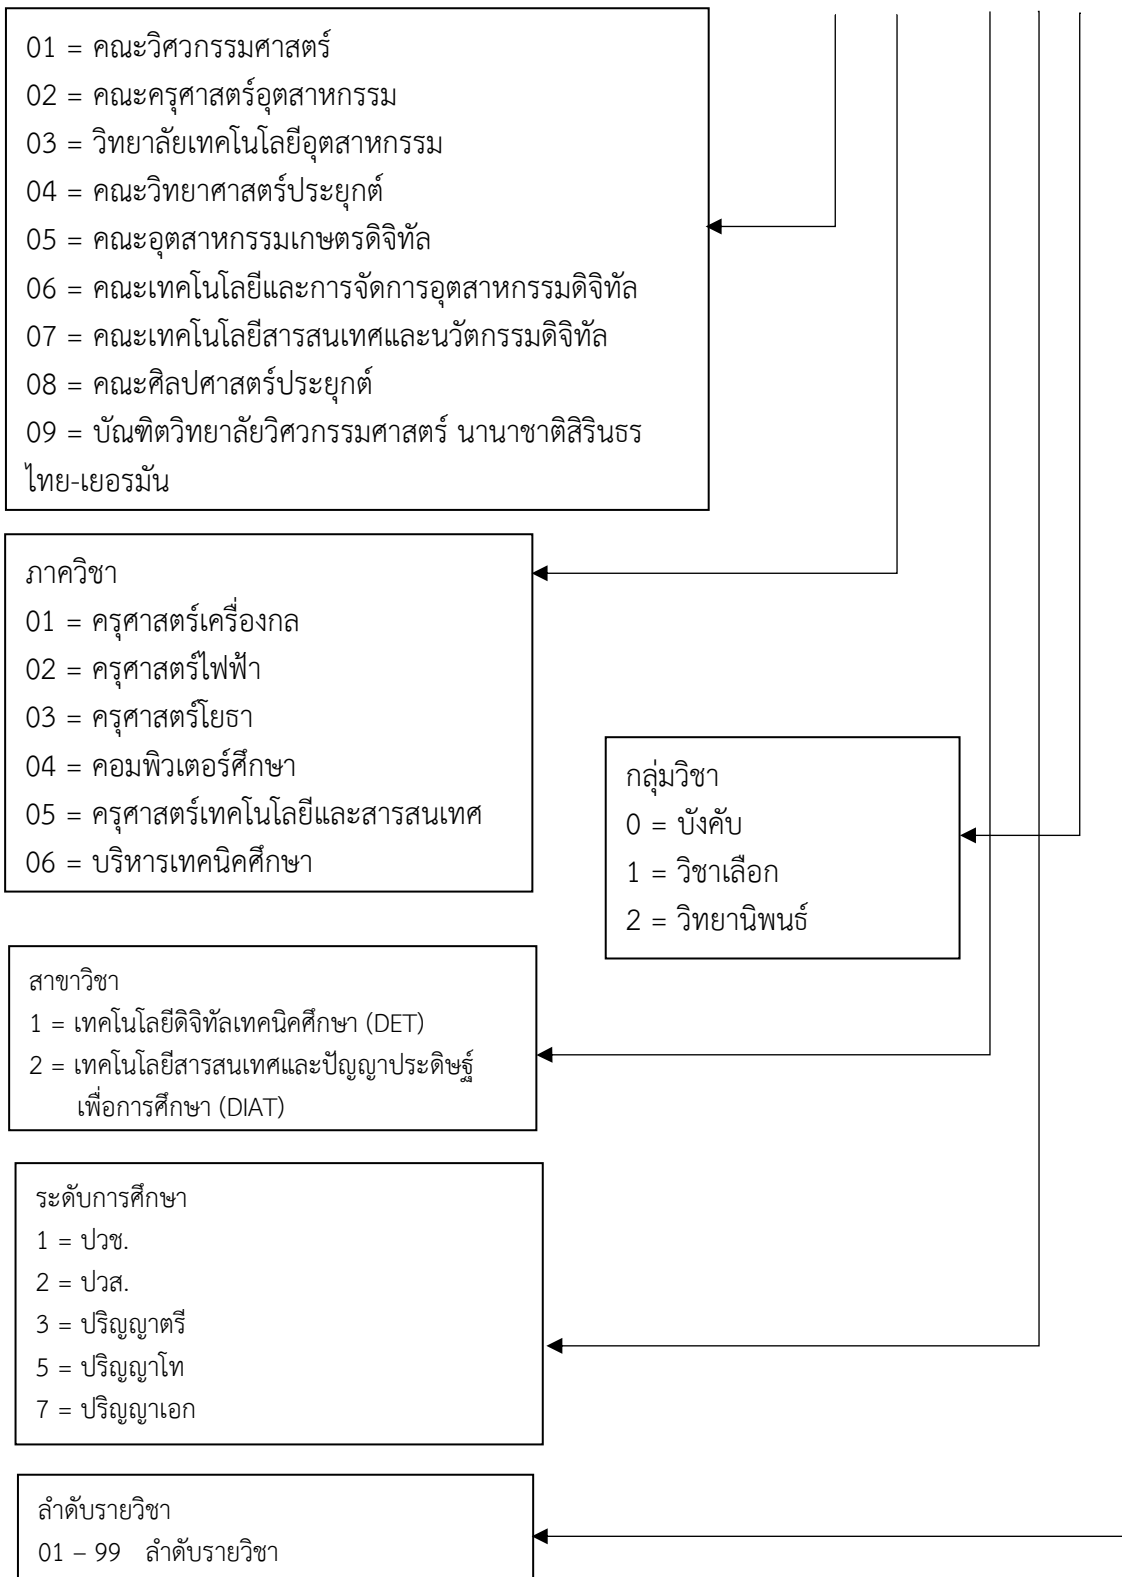 01 = คณะวิศวกรรมศาสตร์
02 = คณะครุศาสตร์อุตสาหกรรม
03 = วิทยาลัยเทคโนโลยีอุตสาหกรรม
04 = คณะวิทยาศาสตร์ประยุกต์
05 = คณะอุตสาหกรรมเกษตรดิจิทัล
06 = คณะเทคโนโลยีและการจัดการอุตสาหกรรมดิจิทัล
07 = คณะเทคโนโลยีสารสนเทศและนวัตกรรมดิจิทัล
08 = คณะศิลปศาสตร์ประยุกต์
09 = บัณฑิตวิทยาลัยวิศวกรรมศาสตร์ นานาชาติสิรินธร
ไทย-เยอรมัน
ภาควิชา
01 = ครุศาสตร์เครื่องกล
02 = ครุศาสตร์ไฟฟ้า
03 = ครุศาสตร์โยธา
04 = คอมพิวเตอร์ศึกษา
05 = ครุศาสตร์เทคโนโลยีและสารสนเทศ
06 = บริหารเทคนิคศึกษา
กลุ่มวิชา
0 = บังคับ
1 = วิชาเลือก
2 = วิทยานิพนธ์
สาขาวิชา
1 = เทคโนโลยีดิจิทัลเทคนิคศึกษา (DET)
2 = เทคโนโลยีสารสนเทศและปัญญาประดิษฐ์
เพื่อการศึกษา (DIAT)
ระดับการศึกษา
1 = ปวช.
2 = ปวส.
3 = ปริญญาตรี
5 = ปริญญาโท
7 = ปริญญาเอก
ลำดับรายวิชา
01 – 99 ลำดับรายวิชา